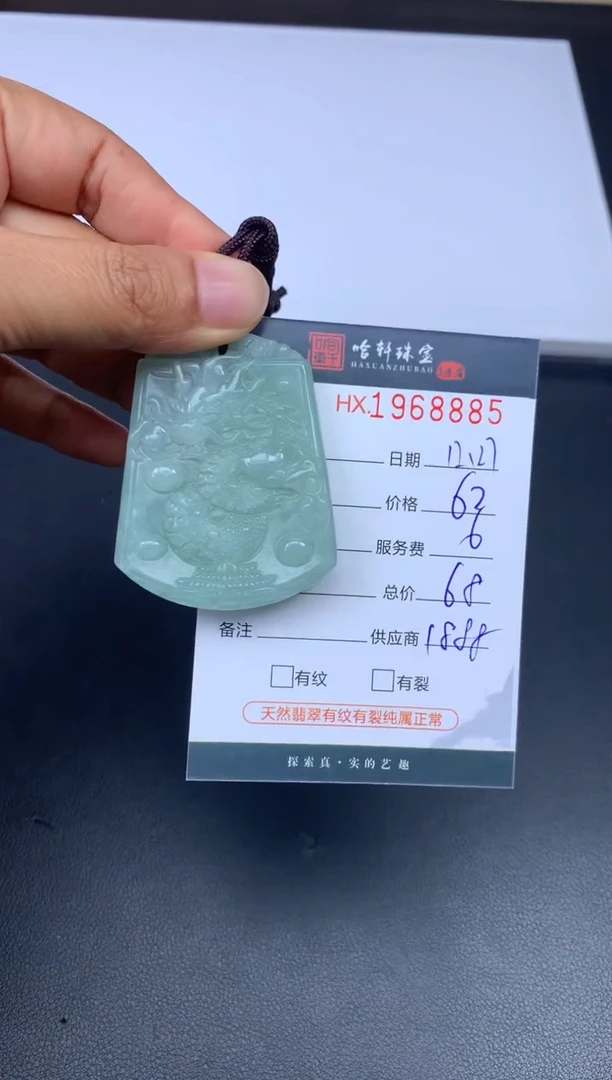 哈轩珠宝
HAXUANZHUBAO
HX.1968885
日期 12.27
价格 62
服务费 6
总价 68
备注 供应商 1888
有纹 有裂
天然翡翠有纹有裂纯属正常
探索真·实的艺趣